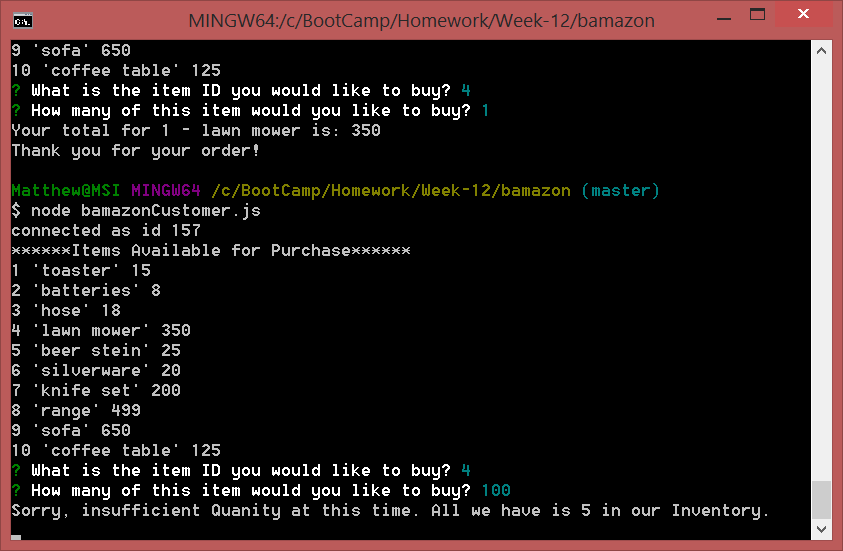 MINGW64:/c/BootCamp/Homework/Week-12/bamazon
9 'sofa' 650
10 'coffee table' 125
? What is the item ID you would like to buy? 4
? How many of this item would you like to buy? 1
Your total for 1 - lawn mower is: 350
Thank you for your order!
Matthew@MSI MINGW64 /c/BootCamp/Homework/Week-12/bamazon (master)
$ node bamazonCustomer.js
connected as id 157
******Items Available for Purchase******
1 'toaster' 15
2 'batteries' 8
3 'hose' 18
4 'lawn mower' 350
5 'beer stein' 25
6 'silverware' 20
7 'knife set' 200
8 'range' 499
9 'sofa' 650
10 'coffee table' 125
? What is the item ID you would like to buy? 4
? How many of this item would you like to buy? 100
Sorry, insufficient Quanity at this time. All we have is 5 in our Inventory.